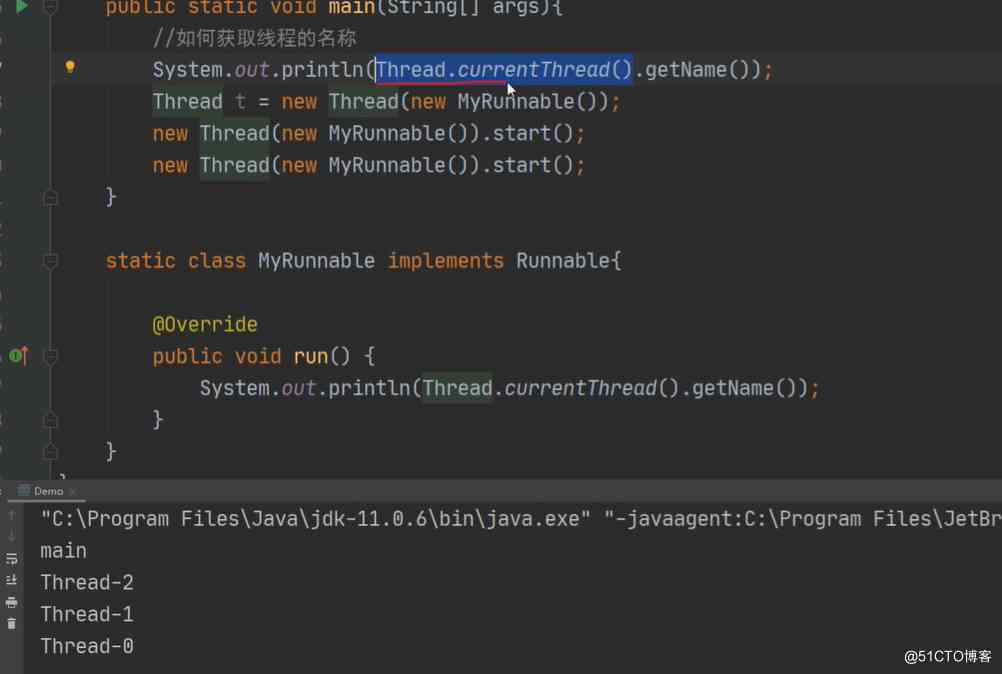 public static void main(String[] args){
//如何获取线程的名称
System.out.println(Thread.currentThread().getName());
Thread t = new Thread(new MyRunnable());
new Thread(new MyRunnable()).start();
new Thread(new MyRunnable()).start();
}
static class MyRunnable implements Runnable{
@Override
public void run() {
System.out.println(Thread.currentThread().getName());
}
}
Demo
"C:\Program Files\Java\jdk-11.0.6\bin\java.exe" "-javaagent:C:\Program Files\JetBr
main
Thread-2
Thread-1
Thread-0
@51CTO博客